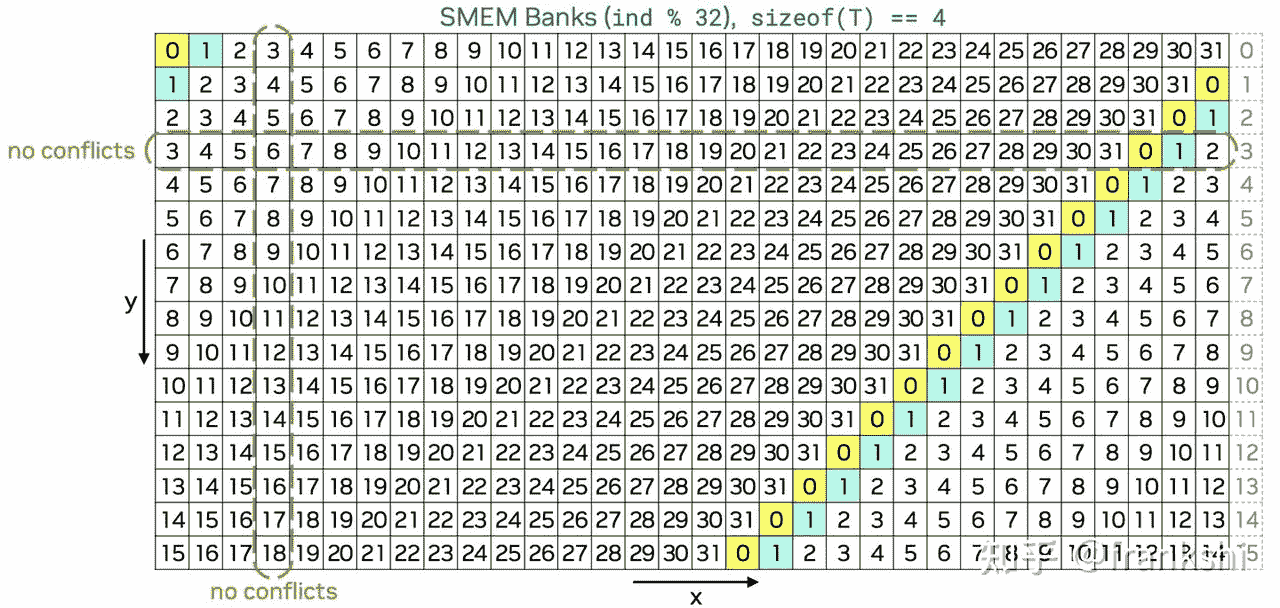 SMEM Banks (ind % 32), sizeof(T) == 4
0 1 2 3 4 5 6 7 8 9 10 11 12 13 14 15 16 17 18 19 20 21 22 23 24 25 26 27 28 29 30 31 0
1 2 3 4 5 6 7 8 9 10 11 12 13 14 15 16 17 18 19 20 21 22 23 24 25 26 27 28 29 30 31 0 1
2 3 4 5 6 7 8 9 10 11 12 13 14 15 16 17 18 19 20 21 22 23 24 25 26 27 28 29 30 31 0 1 2
no conflicts 3 4 5 6 7 8 9 10 11 12 13 14 15 16 17 18 19 20 21 22 23 24 25 26 27 28 29 30 31 0 1 2 3
4 5 6 7 8 9 10 11 12 13 14 15 16 17 18 19 20 21 22 23 24 25 26 27 28 29 30 31 0 1 2 3 4
5 6 7 8 9 10 11 12 13 14 15 16 17 18 19 20 21 22 23 24 25 26 27 28 29 30 31 0 1 2 3 4 5
6 7 8 9 10 11 12 13 14 15 16 17 18 19 20 21 22 23 24 25 26 27 28 29 30 31 0 1 2 3 4 5 6
y 7 8 9 10 11 12 13 14 15 16 17 18 19 20 21 22 23 24 25 26 27 28 29 30 31 0 1 2 3 4 5 6 7
8 9 10 11 12 13 14 15 16 17 18 19 20 21 22 23 24 25 26 27 28 29 30 31 0 1 2 3 4 5 6 7 8
9 10 11 12 13 14 15 16 17 18 19 20 21 22 23 24 25 26 27 28 29 30 31 0 1 2 3 4 5 6 7 8 9
10 11 12 13 14 15 16 17 18 19 20 21 22 23 24 25 26 27 28 29 30 31 0 1 2 3 4 5 6 7 8 9 10
11 12 13 14 15 16 17 18 19 20 21 22 23 24 25 26 27 28 29 30 31 0 1 2 3 4 5 6 7 8 9 10 11
12 13 14 15 16 17 18 19 20 21 22 23 24 25 26 27 28 29 30 31 0 1 2 3 4 5 6 7 8 9 10 11 12
13 14 15 16 17 18 19 20 21 22 23 24 25 26 27 28 29 30 31 0 1 2 3 4 5 6 7 8 9 10 11 12 13
14 15 16 17 18 19 20 21 22 23 24 25 26 27 28 29 30 31 0 1 2 3 4 5 6 7 8 9 10 11 12 13 14
15 16 17 18 19 20 21 22 23 24 25 26 27 28 29 30 31 0 1 2 3 4 5 6 7 8 9 10 11 12 13 14 15
知乎 @frankshi
no conflicts
x